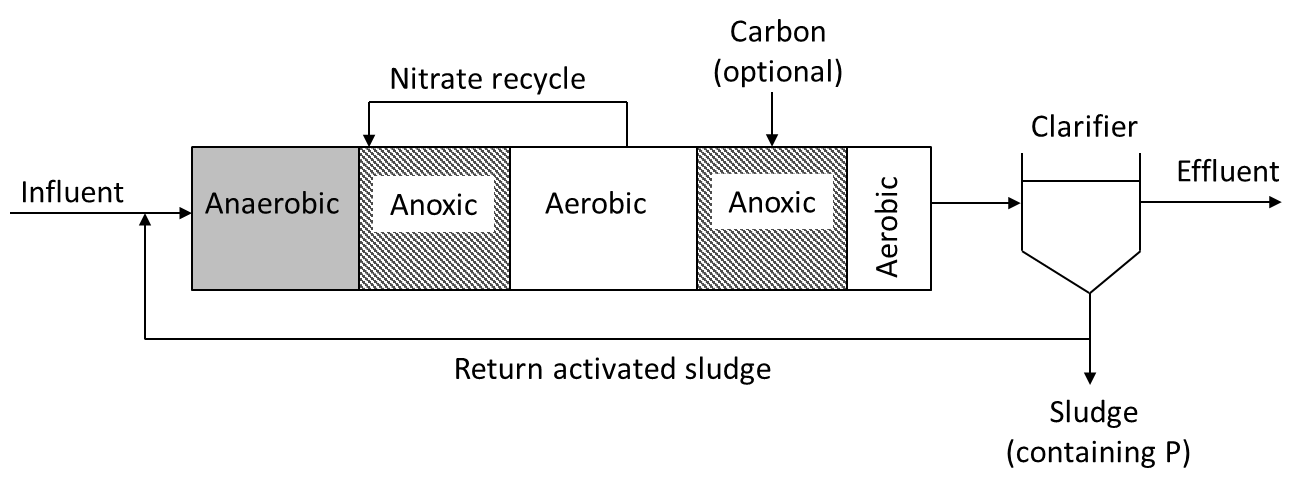 Carbon
(optional)
Nitrate recycle
Clarifier
Influent
Anaerobic
Anoxic
Aerobic
Anoxic
Aerobic
Effluent
Return activated sludge
Sludge
(containing P)